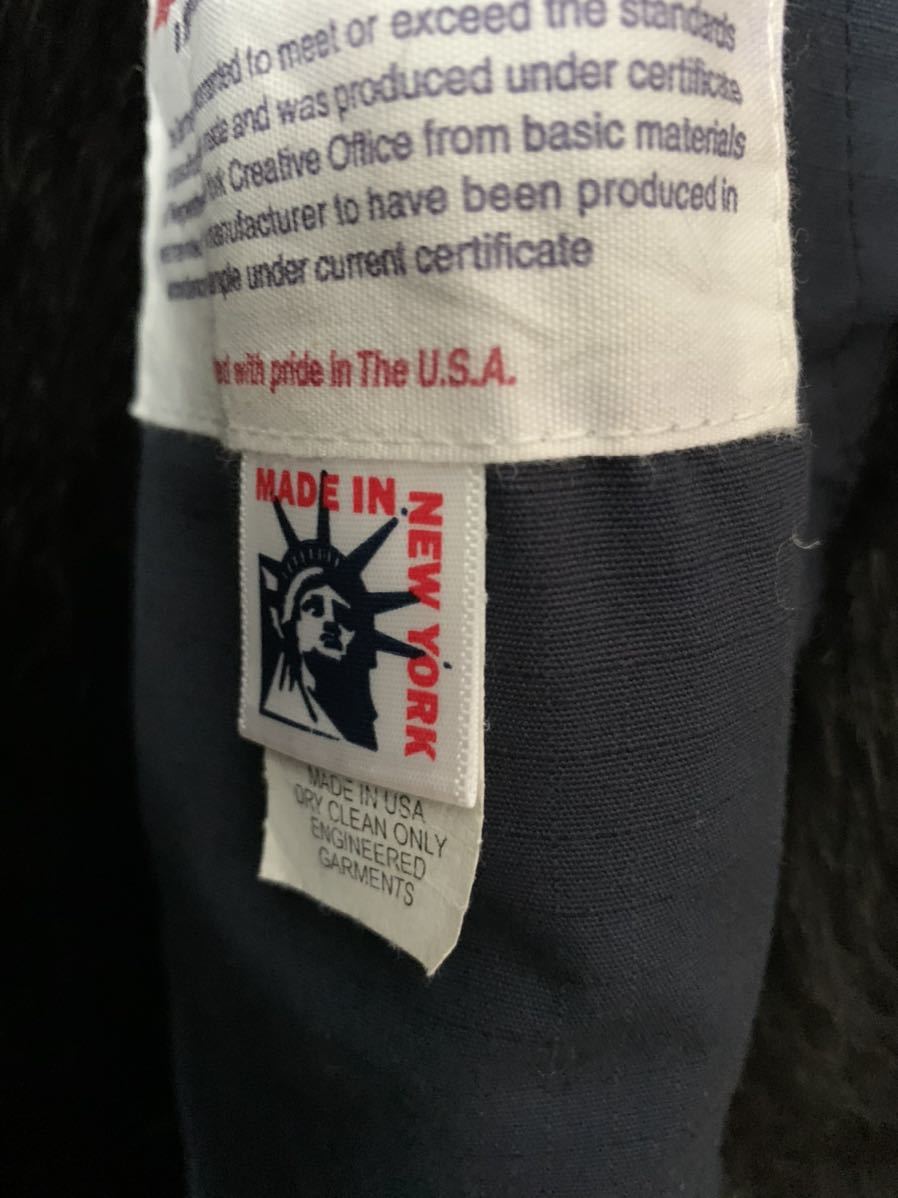 to meet or exceed the standards
and was produced under certificate
Creative Office from basic materials
manufacturer to have been produced in
under current certificate
with pride in The U.S.A.
MADE IN
NEW YORK
MADE IN USA
DRY CLEAN ONLY
ENGINEERED
GARMENTS